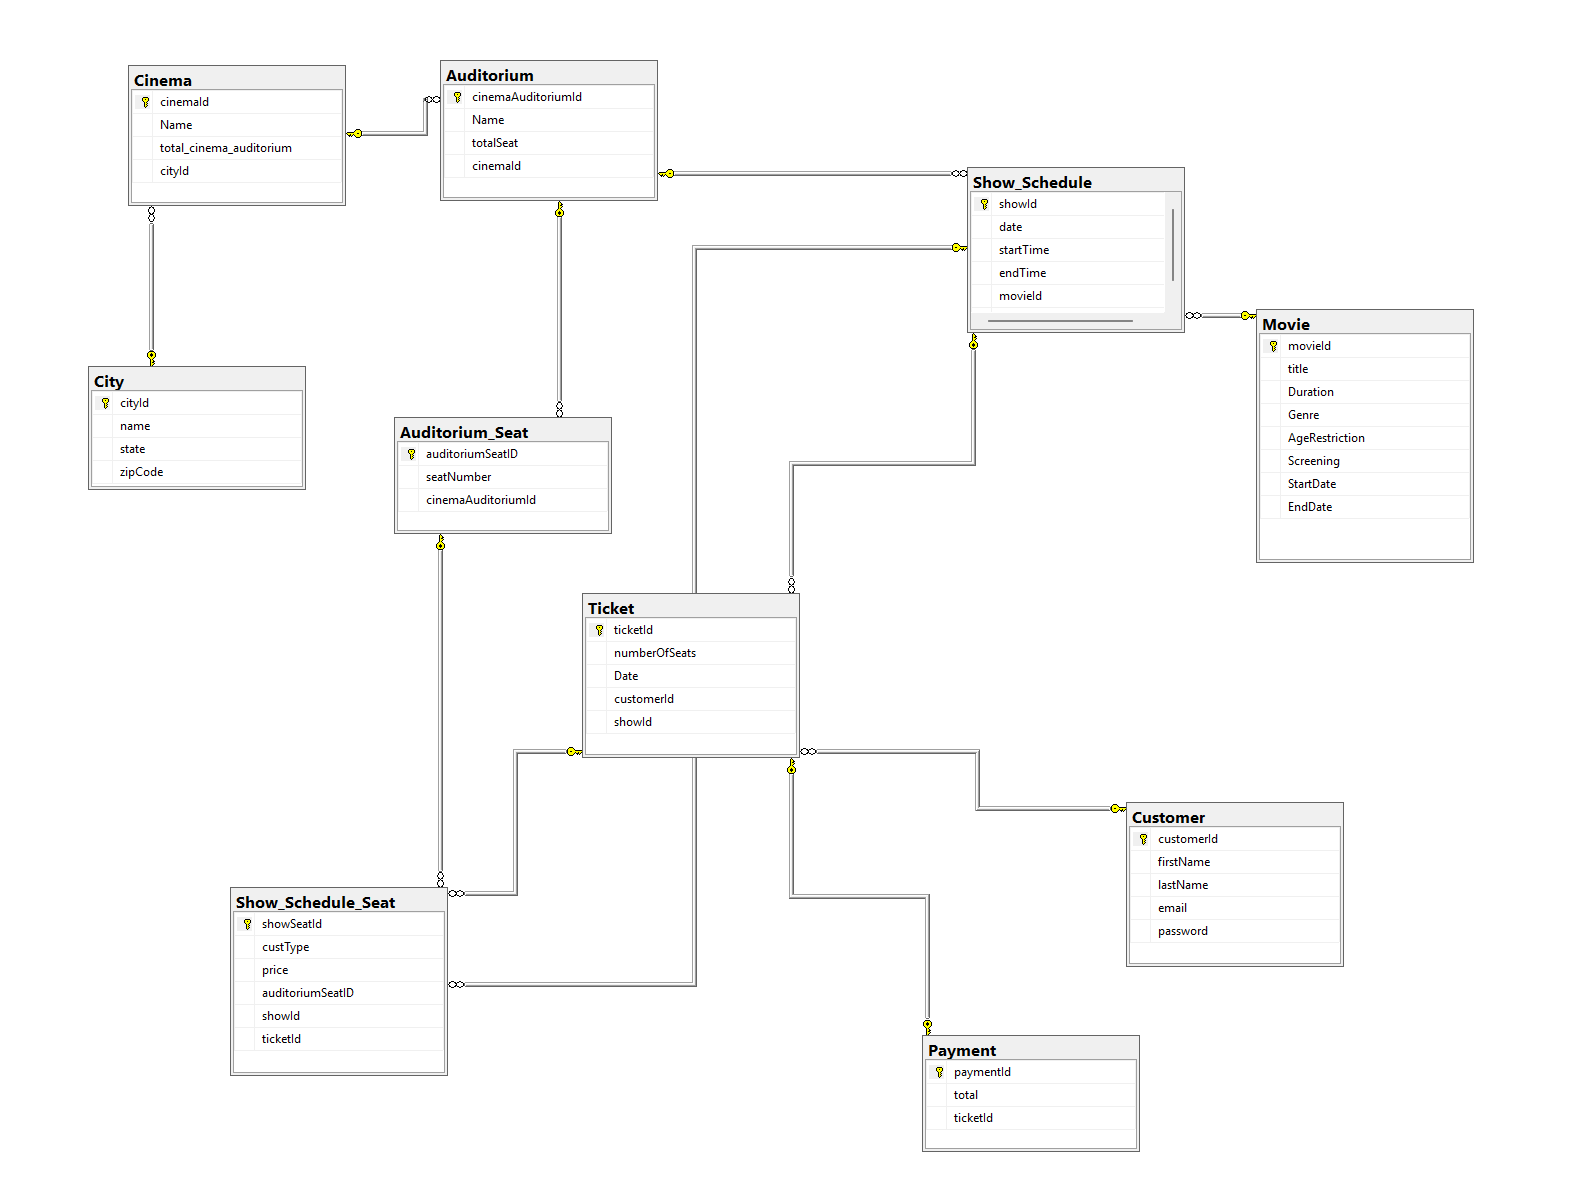 Cinema
cinemaId
Name
total_cinema_auditorium
cityId
Auditorium
cinemaAuditoriumId
Name
totalSeat
cinemaId
Show_Schedule
showId
date
startTime
endTime
movieId
Movie
movieId
title
Duration
Genre
AgeRestriction
Screening
StartDate
EndDate
City
cityId
name
state
zipCode
Auditorium_Seat
auditoriumSeatID
seatNumber
cinemaAuditoriumId
Ticket
ticketId
numberOfSeats
Date
customerId
showId
Customer
customerId
firstName
lastName
email
password
Show_Schedule_Seat
showSeatId
custType
price
auditoriumSeatID
showId
ticketId
Payment
paymentId
total
ticketId